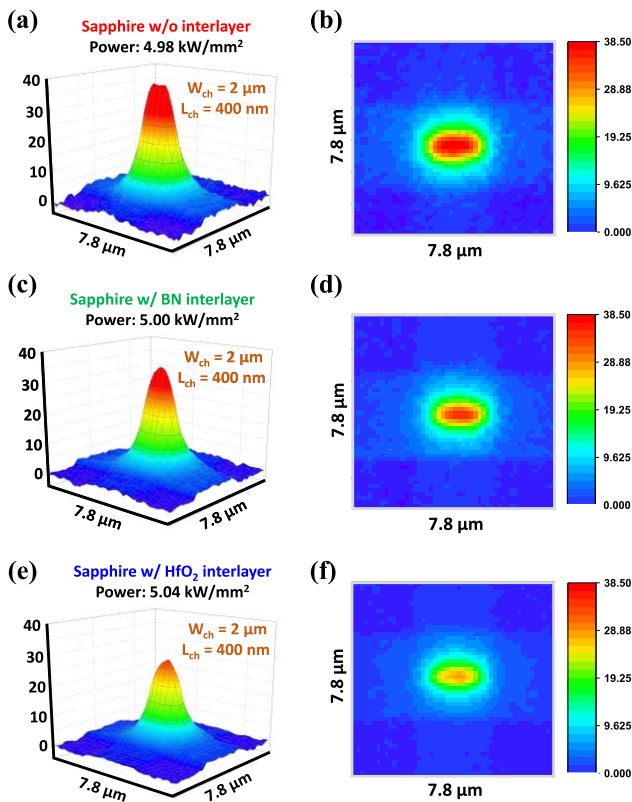 (a)
Sapphire w/o interlayer
Power: 4.98 kW/mm²
W_ch = 2 µm
L_ch = 400 nm
40
30
20
10
0
7.8 µm
7.8 µm
(b)
7.8 µm
7.8 µm
38.50
28.88
19.25
9.625
0.000
(c)
Sapphire w/ BN interlayer
Power: 5.00 kW/mm²
W_ch = 2 µm
L_ch = 400 nm
40
30
20
10
0
7.8 µm
7.8 µm
(d)
7.8 µm
7.8 µm
38.50
28.88
19.25
9.625
0.000
(e)
Sapphire w/ HfO₂ interlayer
Power: 5.04 kW/mm²
W_ch = 2 µm
L_ch = 400 nm
40
30
20
10
0
7.8 µm
7.8 µm
(f)
7.8 µm
7.8 µm
38.50
28.88
19.25
9.625
0.000